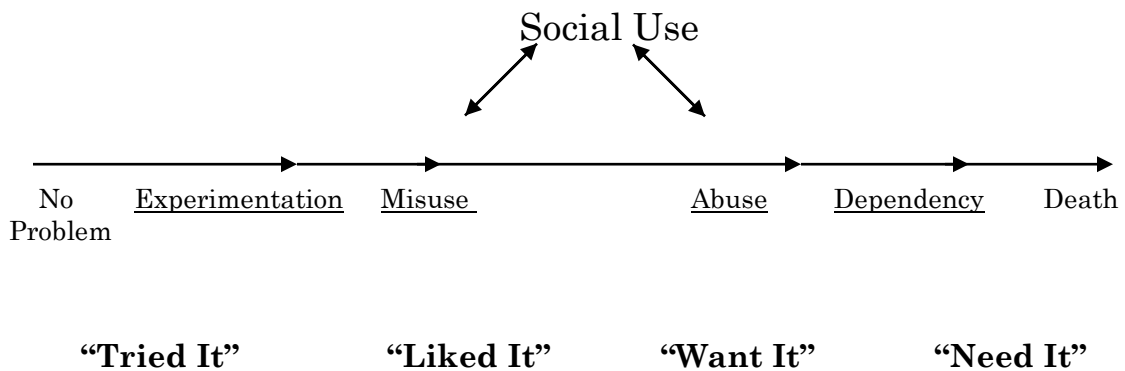 Social Use
No Experimentation Misuse Abuse Dependency Death
Problem
“Tried It” “Liked It” “Want It” “Need It”